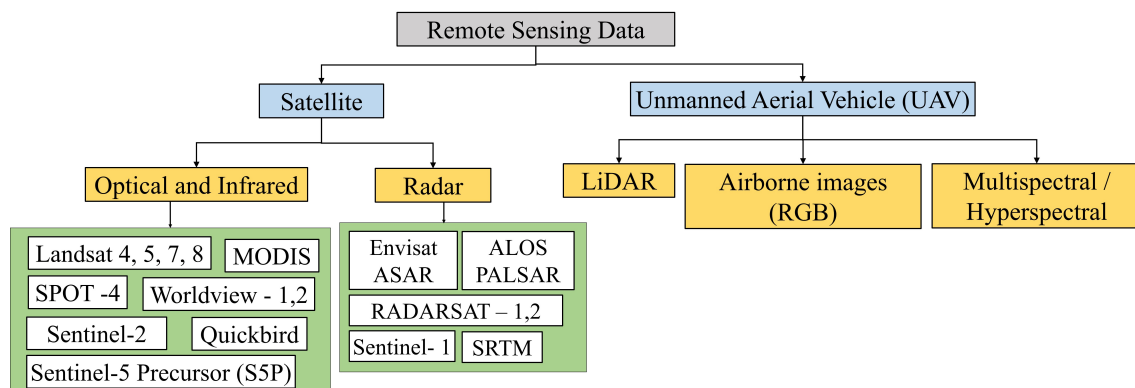 Remote Sensing Data
Satellite
Unmanned Aerial Vehicle (UAV)
Optical and Infrared
Radar
LiDAR
Airborne images
(RGB)
Multispectral /
Hyperspectral
Landsat 4, 5, 7, 8
MODIS
SPOT -4
Worldview - 1,2
Sentinel-2
Quickbird
Sentinel-5 Precursor (S5P)
Envisat
ASAR
ALOS
PALSAR
RADARSAT – 1,2
Sentinel- 1
SRTM